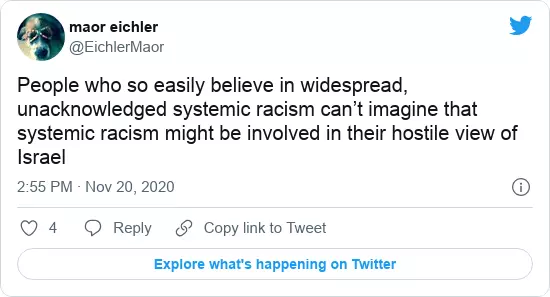 maor eichler
@EichlerMaor
People who so easily believe in widespread,
unacknowledged systemic racism can’t imagine that
systemic racism might be involved in their hostile view of
Israel
2:55 PM · Nov 20, 2020
4 Reply Copy link to Tweet
Explore what's happening on Twitter